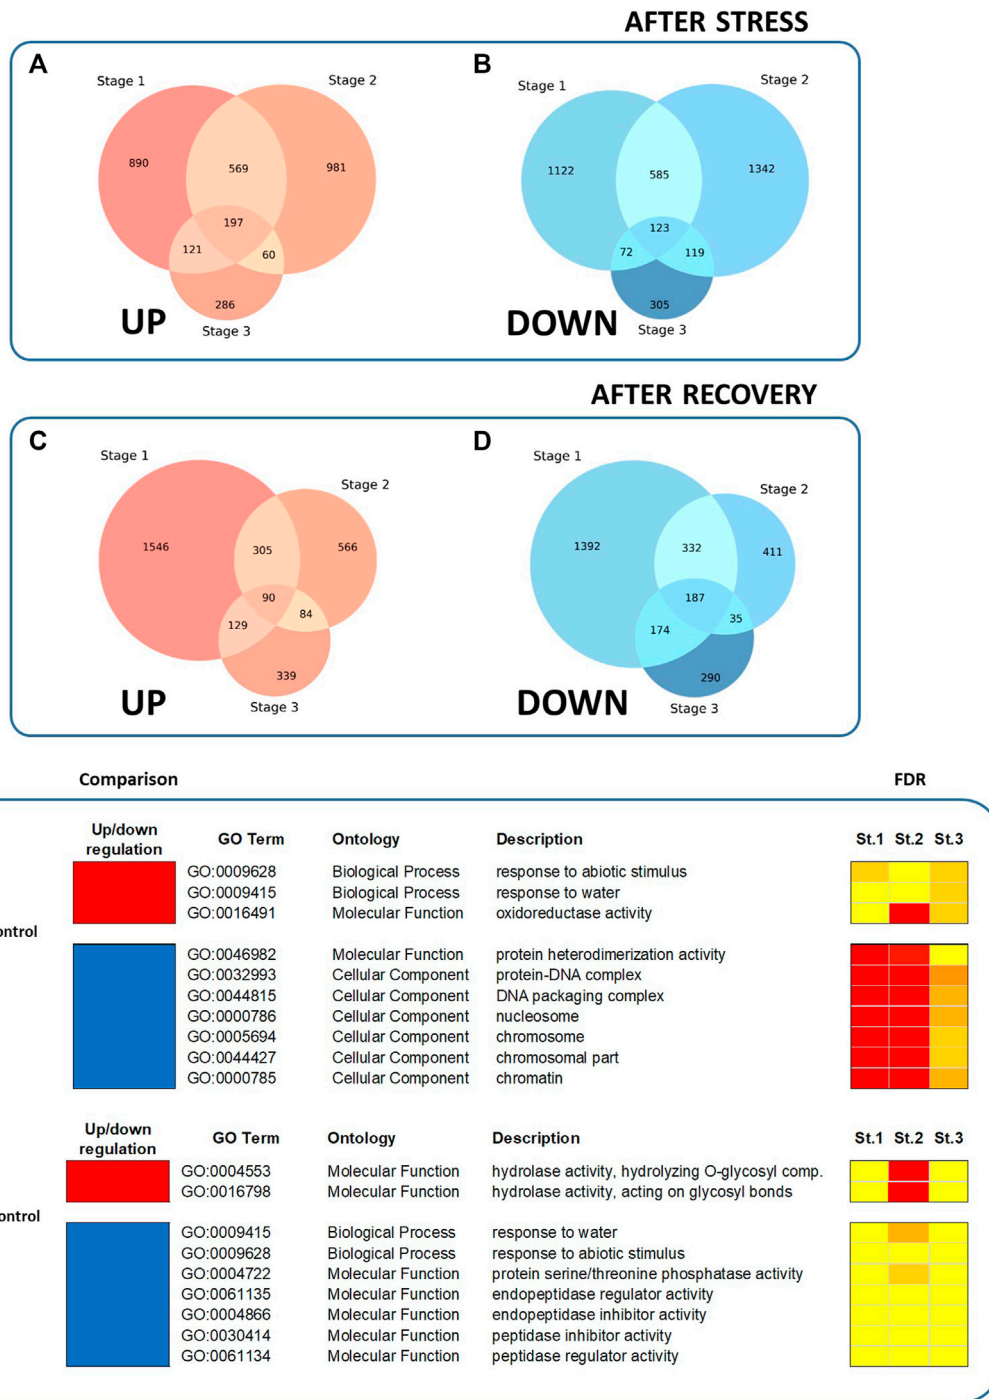 AFTER STRESS
A
B
Stage 1
Stage 2
Stage 1
Stage 2
890
569
981
1122
585
1342
197
123
121
60
72
119
286
305
UP
Stage 3
DOWN
Stage 3
AFTER RECOVERY
C
D
Stage 1
Stage 2
Stage 1
Stage 2
1546
305
566
1392
332
411
90
187
129
84
174
35
339
290
UP
Stage 3
DOWN
Stage 3
Comparison
FDR
Up/down regulation GO Term Ontology Description St.1 St.2 St.3
GO:0009628 Biological Process response to abiotic stimulus
GO:0009415 Biological Process response to water
GO:0016491 Molecular Function oxidoreductase activity
ontrol
GO:0046982 Molecular Function protein heterodimerization activity
GO:0032993 Cellular Component protein-DNA complex
GO:0044815 Cellular Component DNA packaging complex
GO:0000786 Cellular Component nucleosome
GO:0005694 Cellular Component chromosome
GO:0044427 Cellular Component chromosomal part
GO:0000785 Cellular Component chromatin
Up/down regulation GO Term Ontology Description St.1 St.2 St.3
GO:0004553 Molecular Function hydrolase activity, hydrolyzing O-glycosyl comp.
GO:0016798 Molecular Function hydrolase activity, acting on glycosyl bonds
ontrol
GO:0009415 Biological Process response to water
GO:0009628 Biological Process response to abiotic stimulus
GO:0004722 Molecular Function protein serine/threonine phosphatase activity
GO:0061135 Molecular Function endopeptidase regulator activity
GO:0004866 Molecular Function endopeptidase inhibitor activity
GO:0030414 Molecular Function peptidase inhibitor activity
GO:0061134 Molecular Function peptidase regulator activity